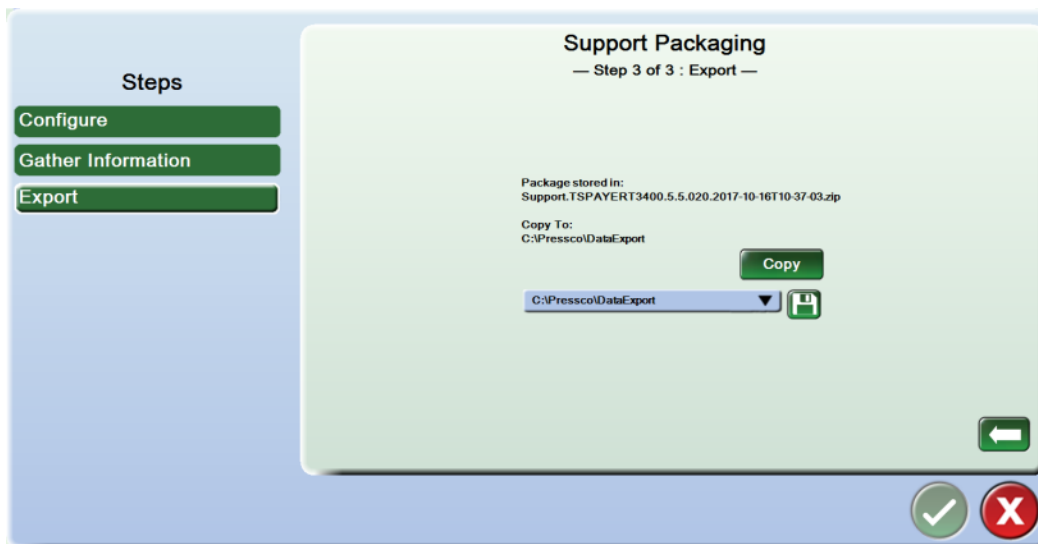 Steps
Configure
Gather Information
Export
Support Packaging
— Step 3 of 3 : Export —
Package stored in:
Support.TSPAYERT3400.5.5.020.2017-10-16T10-37-03.zip
Copy To:
C:\Pressco\DataExport
Copy
C:\Pressco\DataExport
X